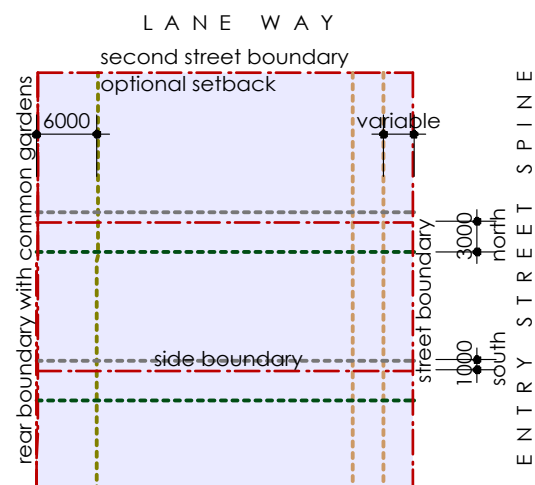 LANE WAY
second street boundary
optional setback
6000
variable
rear boundary with common gardens
street boundary
3000
north
side boundary
1000
south
ENTRY STREET SPINE